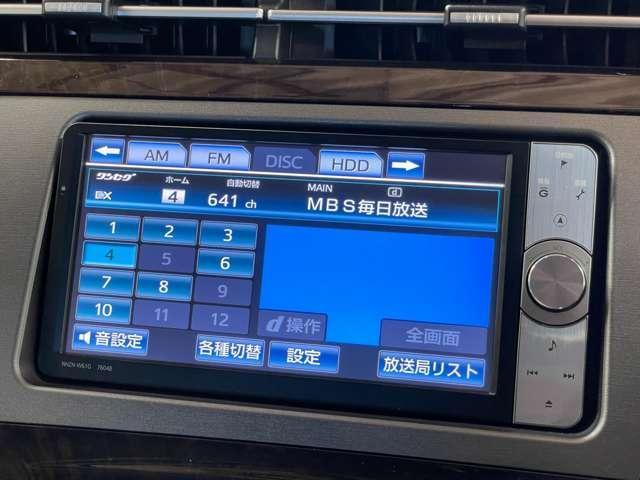 AM FM DISC HDD
ワンセグ ホーム 自動切替 MAIN d
4 641 ch MBS毎日放送
1 2 3
4 5 6
7 8 9
10 11 12
d 操作 全画面
音設定 各種切替 設定 放送局リスト
NHZN-W61G 76048
G